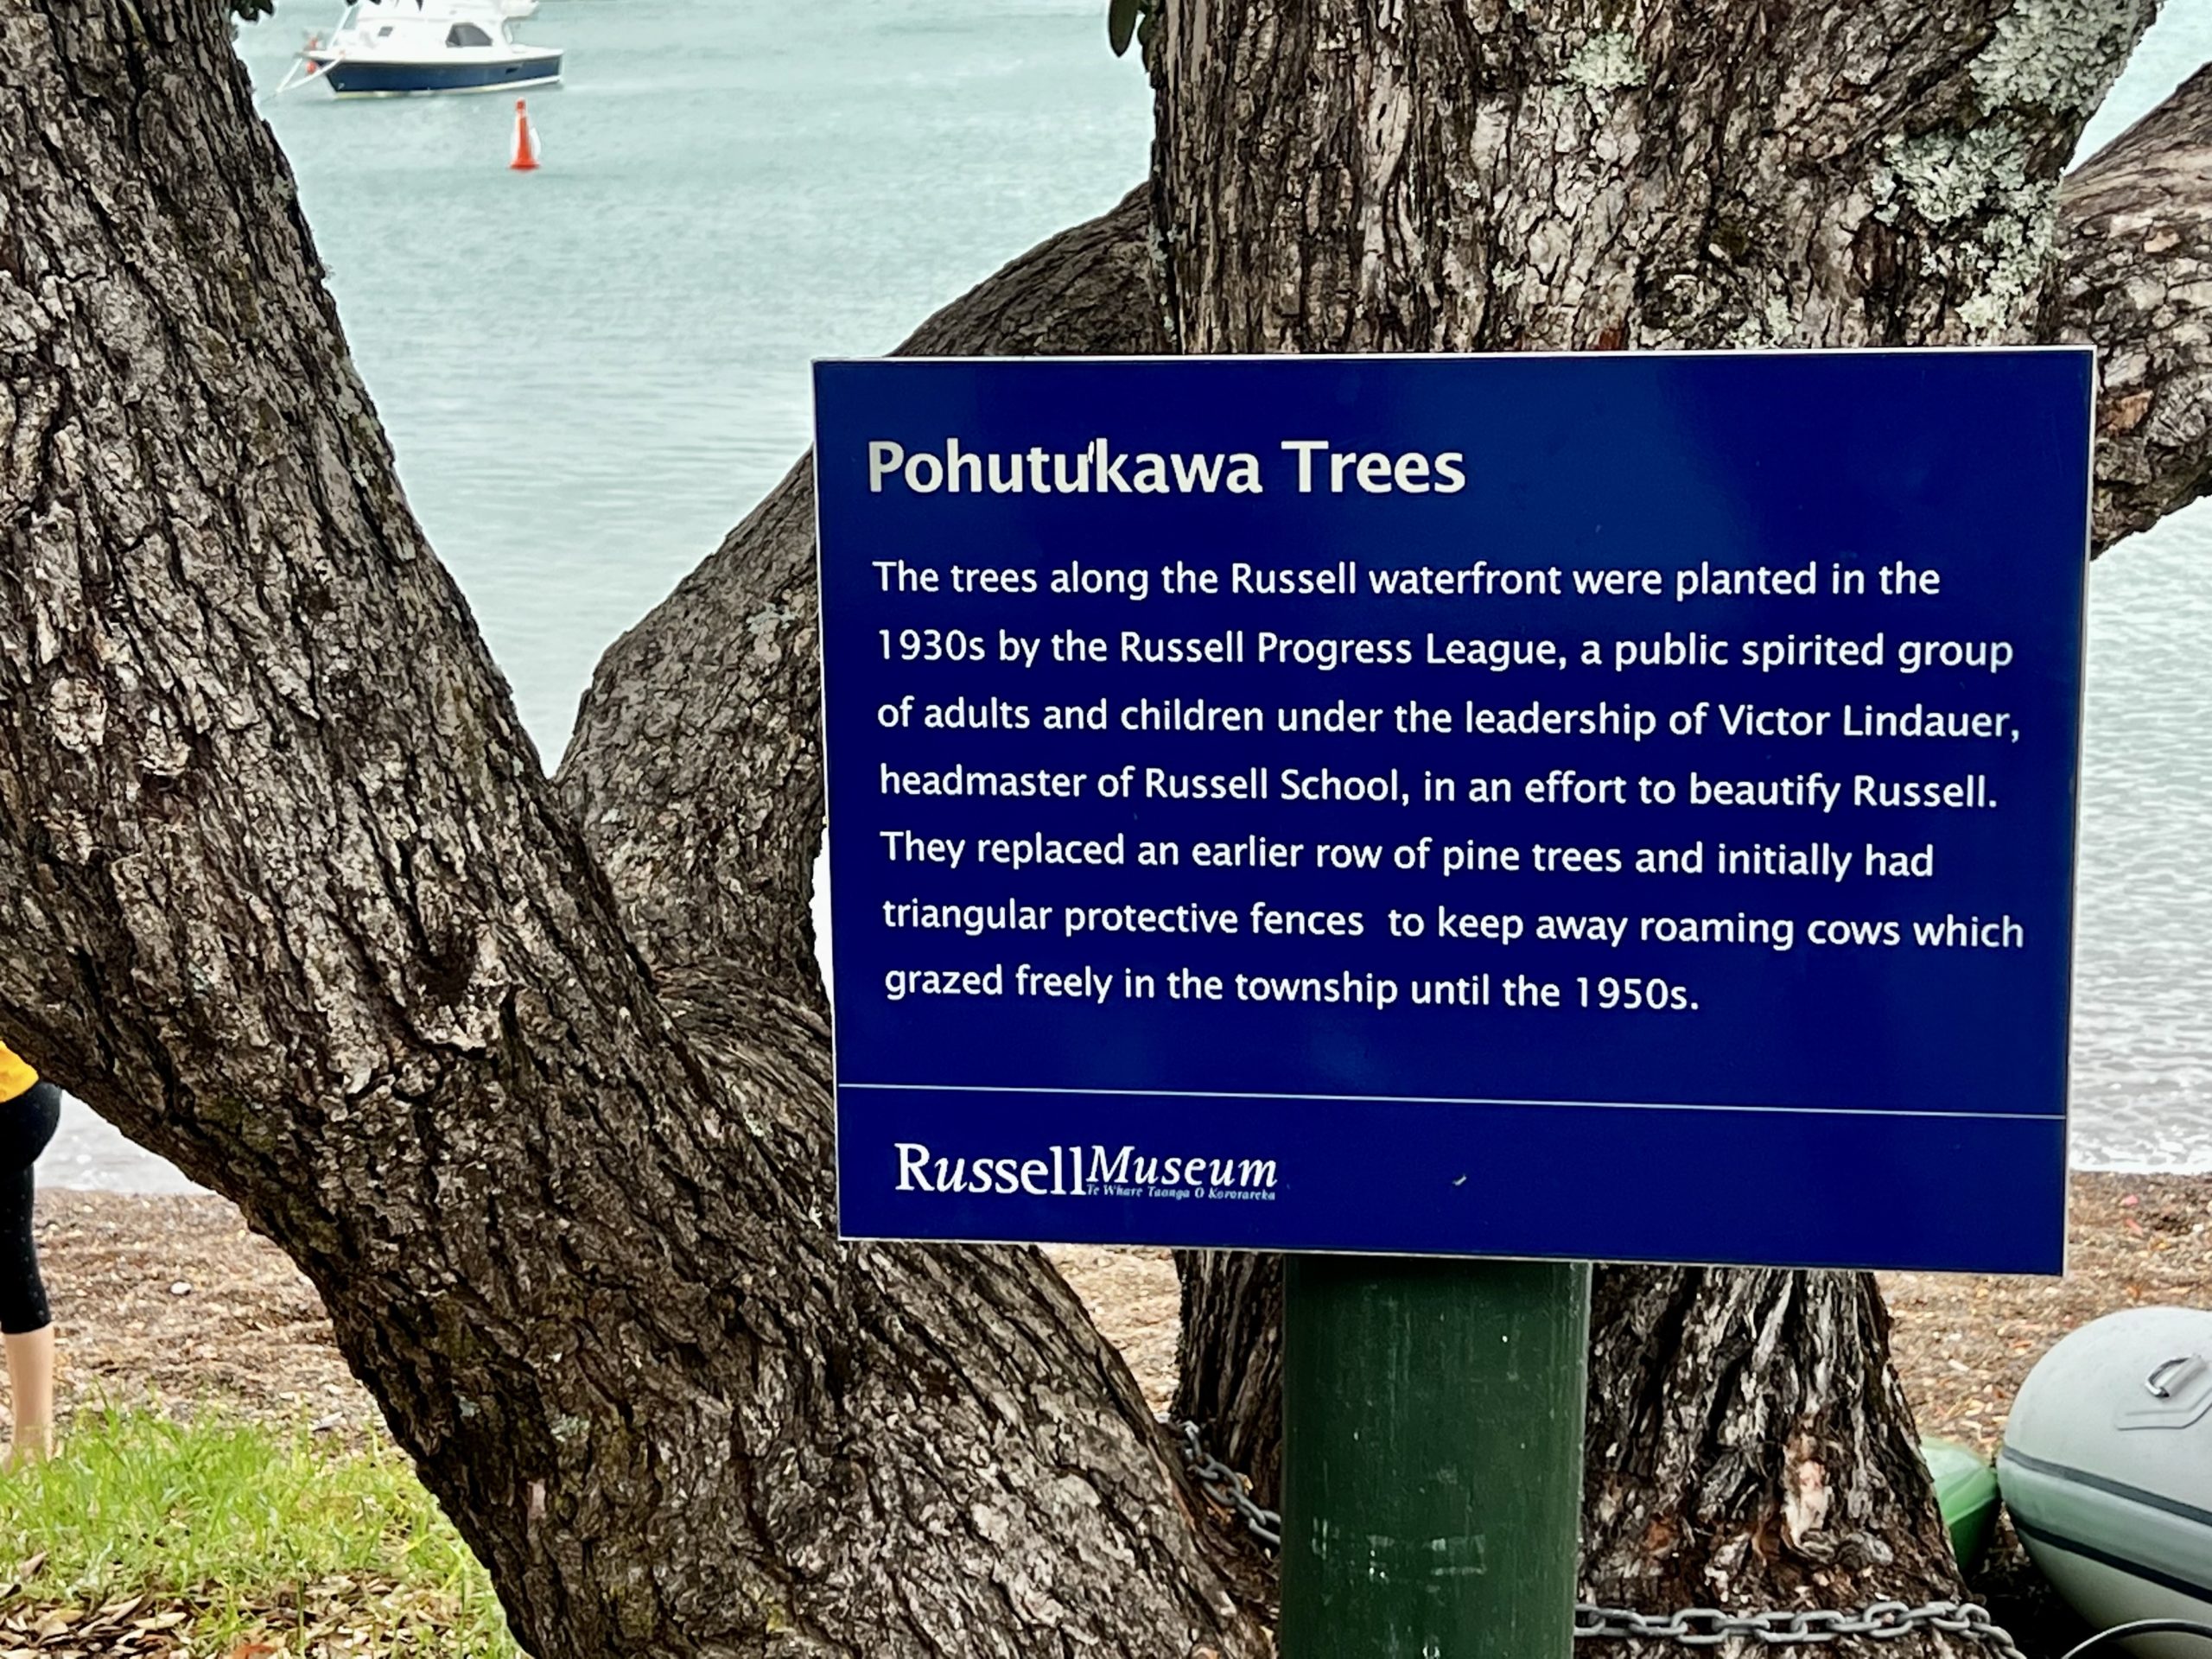 Pohutukawa Trees
The trees along the Russell waterfront were planted in the
1930s by the Russell Progress League, a public spirited group
of adults and children under the leadership of Victor Lindauer,
headmaster of Russell School, in an effort to beautify Russell.
They replaced an earlier row of pine trees and initially had
triangular protective fences  to keep away roaming cows which
grazed freely in the township until the 1950s.
Russell Museum
Te Whare Taonga O Kororareka